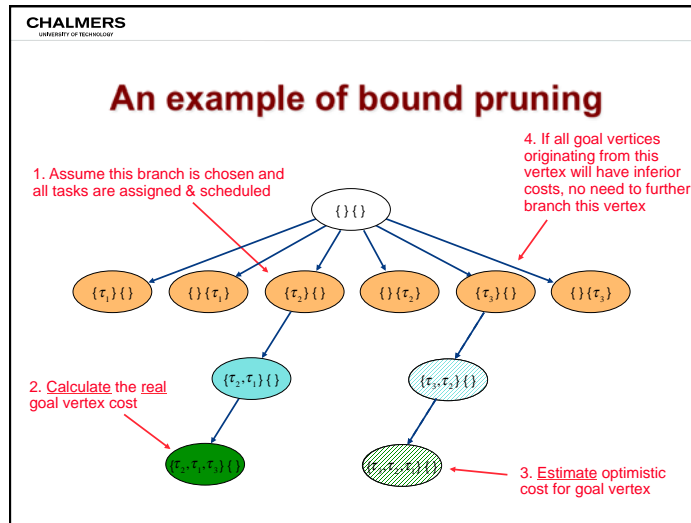 CHALMERS
UNIVERSITY OF TECHNOLOGY
An example of bound pruning
1. Assume this branch is chosen and
all tasks are assigned & scheduled
4. If all goal vertices
originating from this
vertex will have inferior
costs, no need to further
branch this vertex
{ } { }
{τ₁} { }
{ } {τ₁}
{τ₂} { }
{ } {τ₂}
{τ₃} { }
{ } {τ₃}
{τ₂, τ₁} { }
{τ₃, τ₂} { }
2. Calculate the real
goal vertex cost
{τ₂, τ₁, τ₃} { }
3. Estimate optimistic
cost for goal vertex